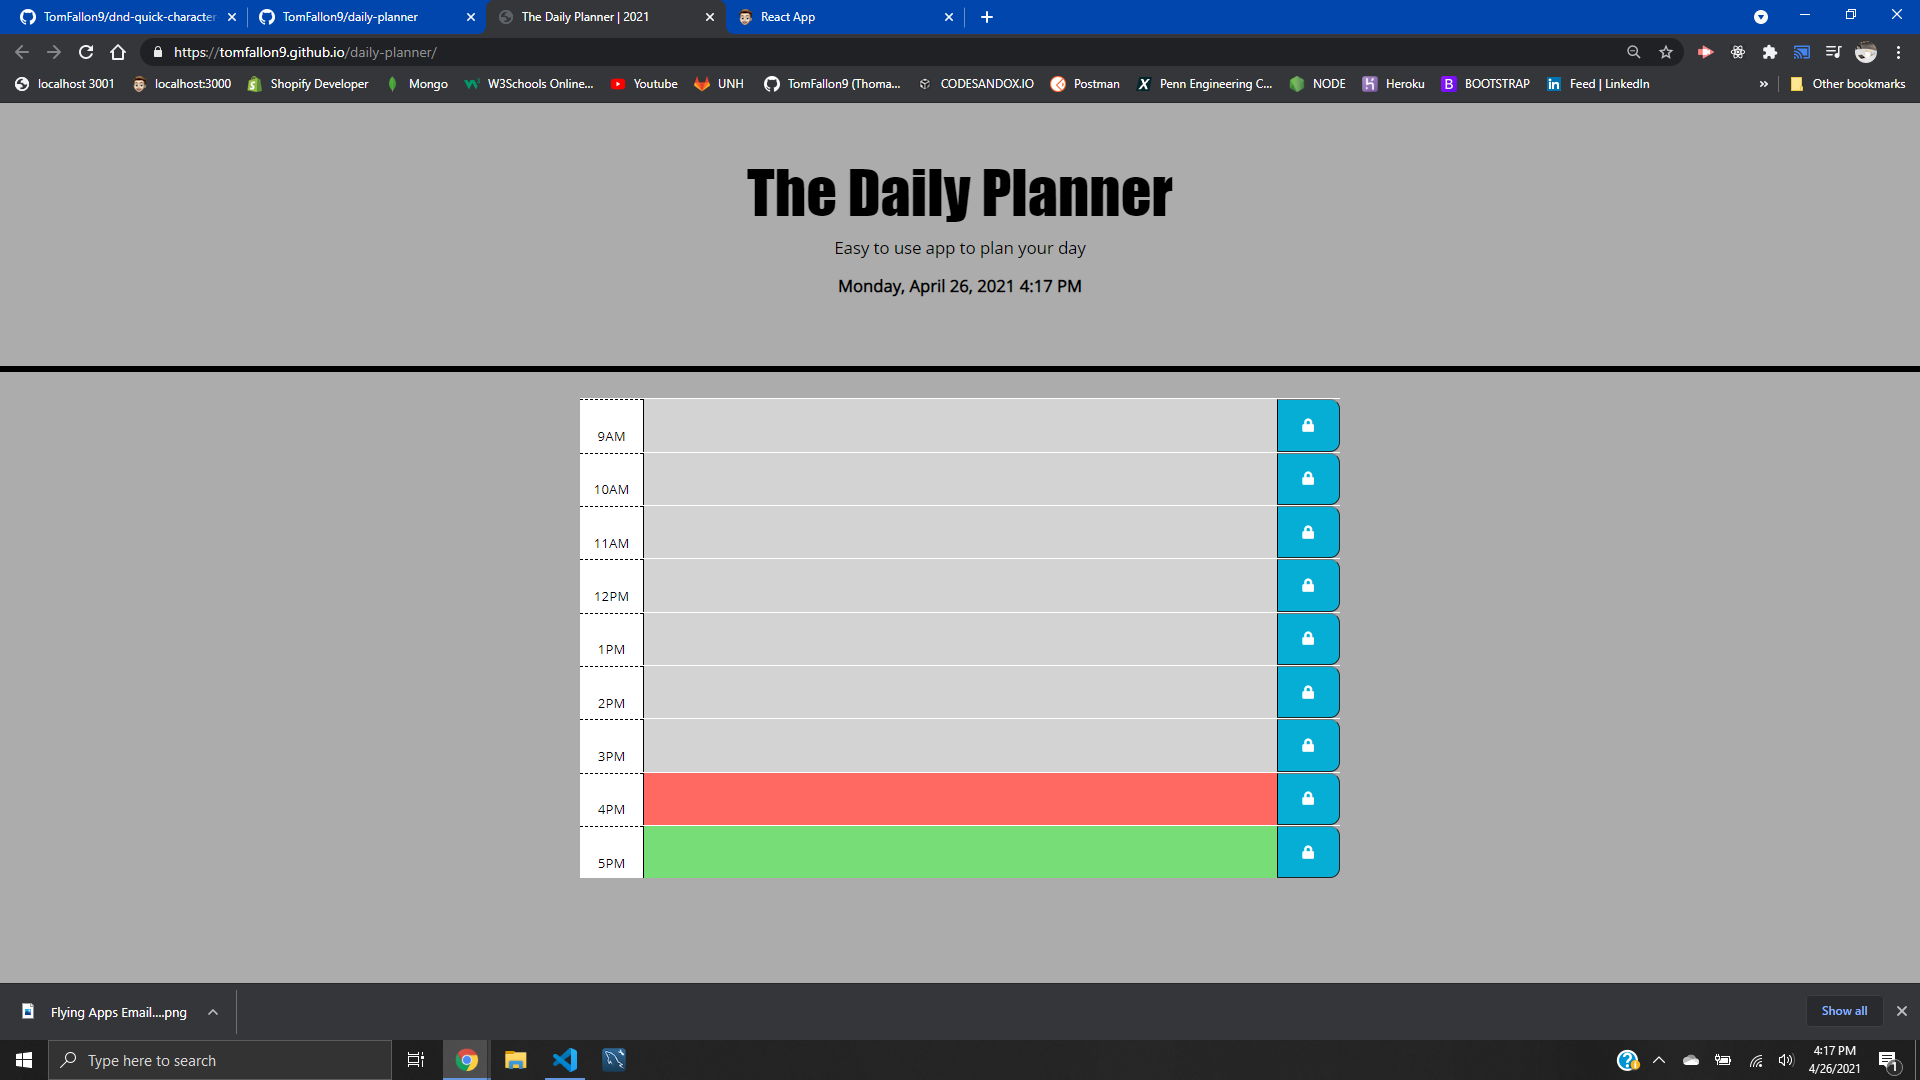 TomFallon9/dnd-quick-character
TomFallon9/daily-planner
The Daily Planner | 2021
React App
https://tomfallon9.github.io/daily-planner/
localhost 3001
localhost:3000
Shopify Developer
Mongo
W3Schools Online...
Youtube
UNH
TomFallon9 (Thoma...
CODESANDOX.IO
Postman
Penn Engineering C...
NODE
Heroku
BOOTSTRAP
Feed | LinkedIn
»
Other bookmarks
The Daily Planner
Easy to use app to plan your day
Monday, April 26, 2021 4:17 PM
9AM
10AM
11AM
12PM
1PM
2PM
3PM
4PM
5PM
Flying Apps Email....png
Show all
Type here to search
4:17 PM
4/26/2021
1